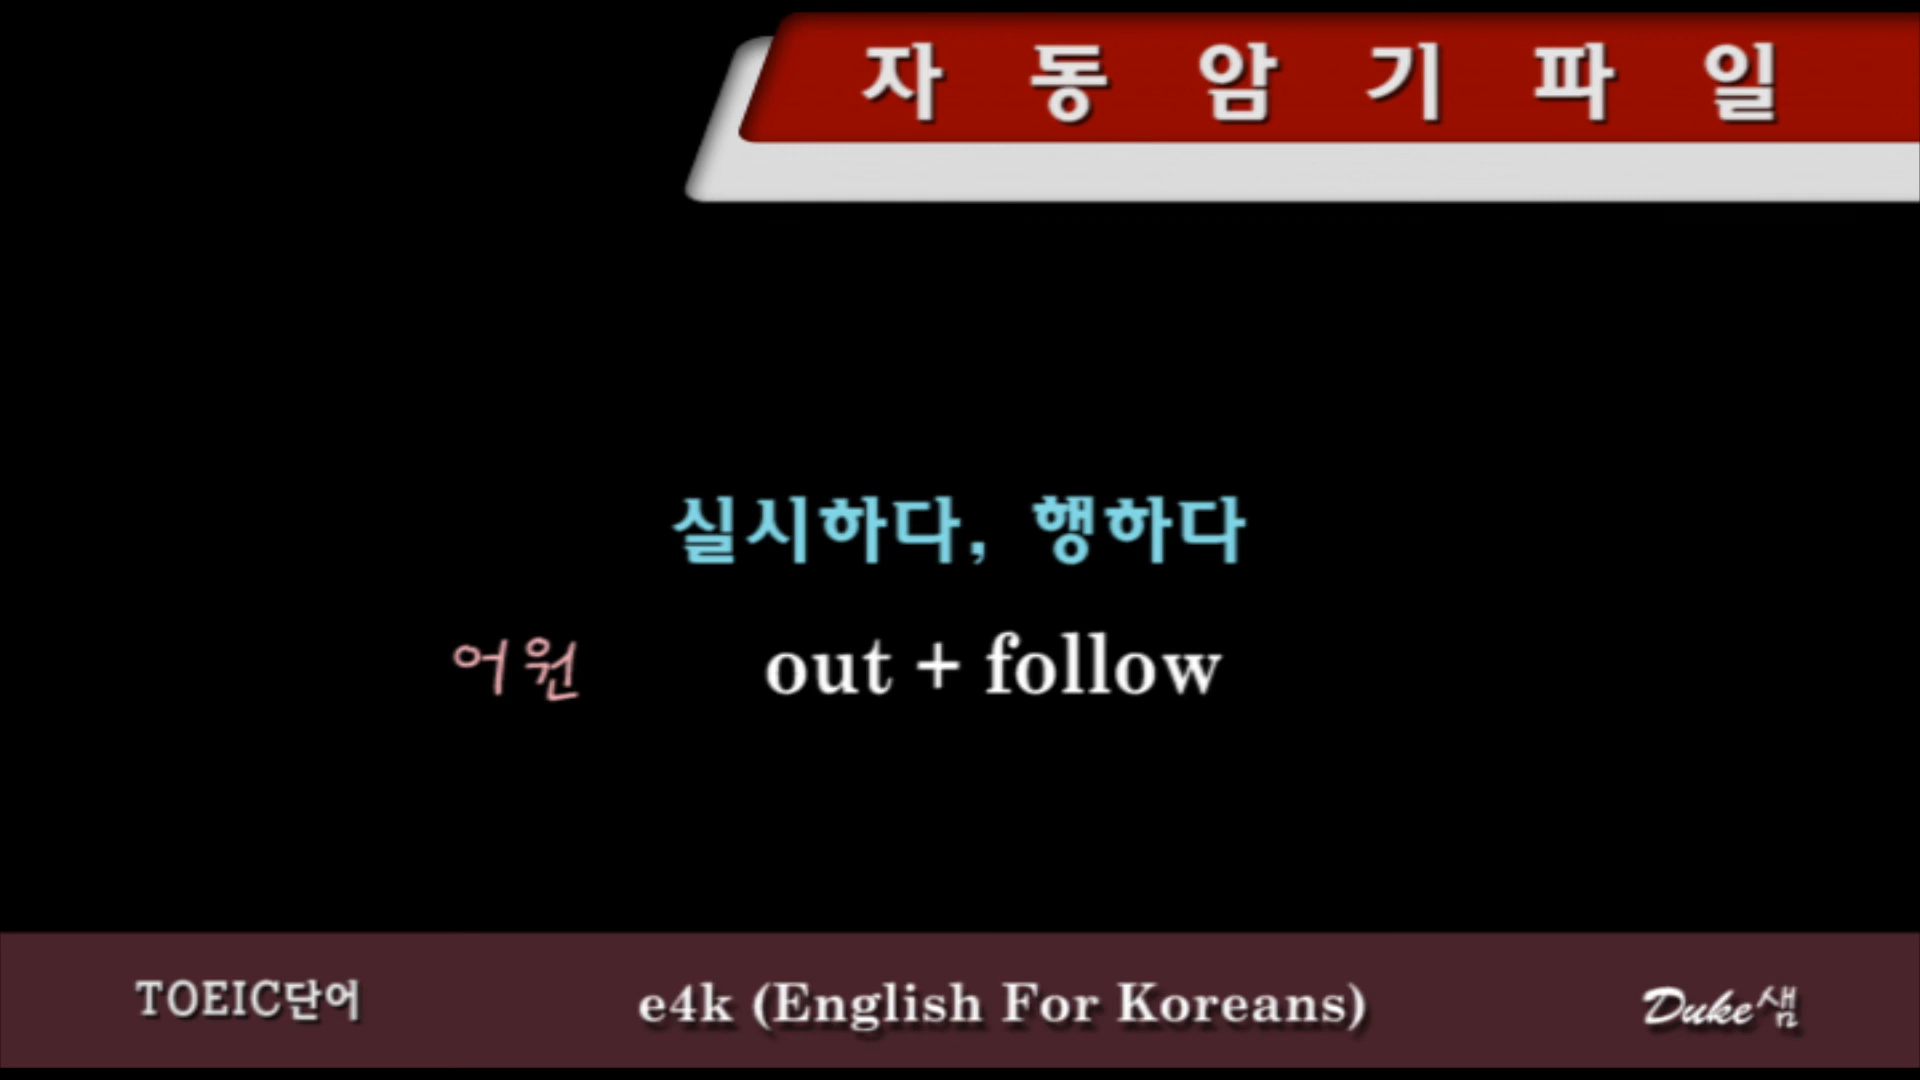 자 동 암 기 파 일
실시하다, 행하다
어원 out + follow
TOEIC단어 e4k (English For Koreans) Duke샘